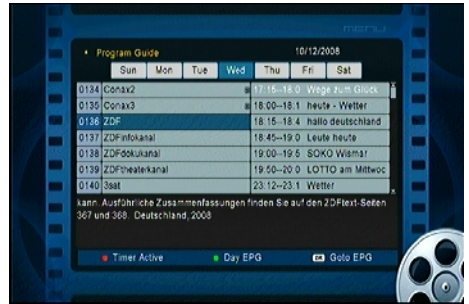 menu
Program Guide 10/12/2008
Sun Mon Tue Wed Thu Fri Sat
0134 Conax2 17:15--18:0 Wege zum Glück
0135 Conax3 18:00--18:1 heute - Wetter
0136 ZDF 18:15--18:4 hallo deutschland
0137 ZDFinfokanal 18:45--19:0 Leute heute
0138 ZDFdokukanal 19:00--19:5 SOKO Wismar
0139 ZDFtheaterkanal 19:50--20:0 LOTTO am Mittwoc
0140 3sat 23:12--23:1 Wetter
kann. Ausführliche Zusammenfassungen finden Sie auf den ZDFtext-Seiten
367 und 368. Deutschland, 2008
Timer Active Day EPG OK Goto EPG